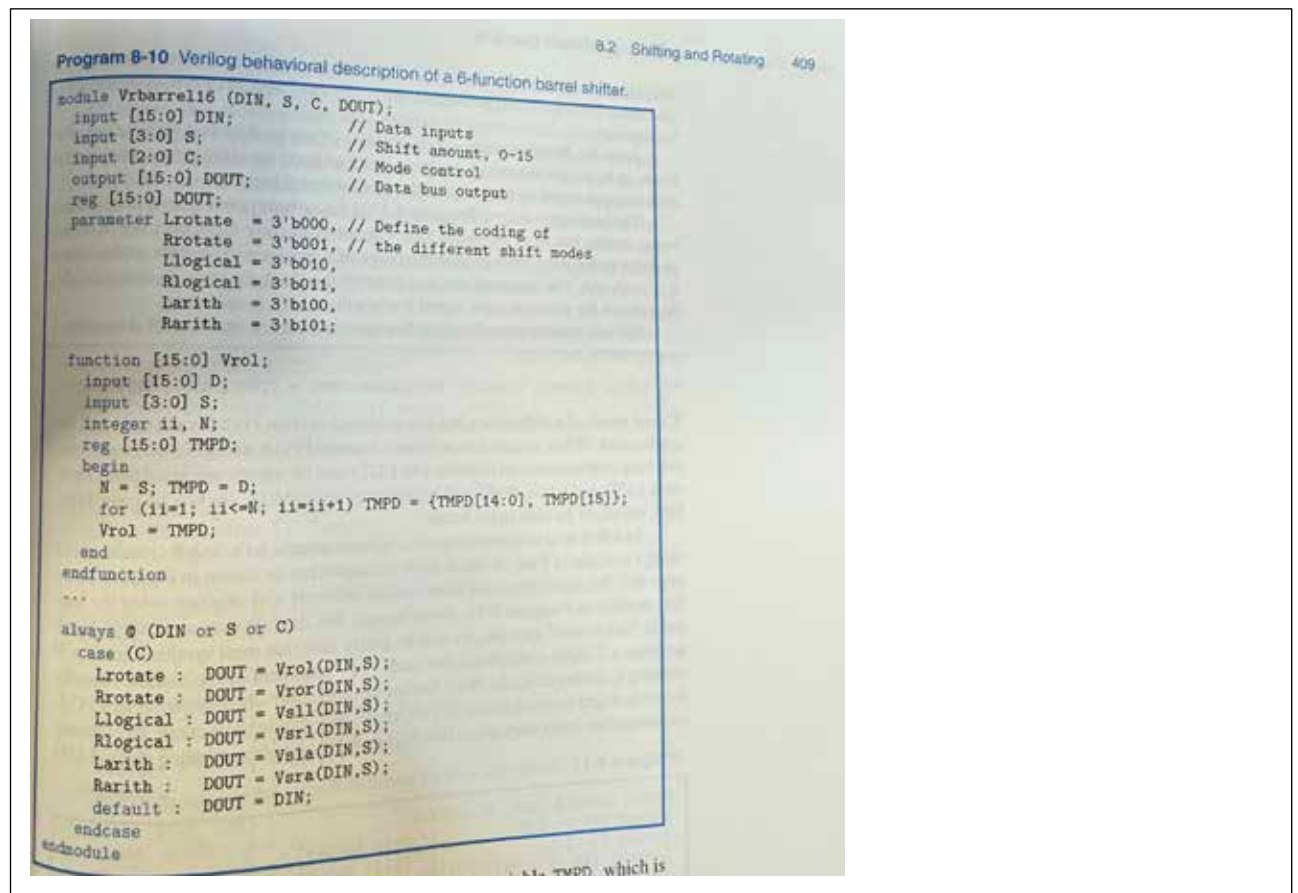 8.2 Shifting and Rotating 409
Program 8-10 Verilog behavioral description of a 6-function barrel shifter.
module Vrbarrel16 (DIN, S, C, DOUT);
input [15:0] DIN; // Data inputs
input [3:0] S; // Shift amount, 0-15
input [2:0] C; // Mode control
output [15:0] DOUT; // Data bus output
reg [15:0] DOUT;
parameter Lrotate = 3'b000, // Define the coding of
Rrotate = 3'b001, // the different shift modes
Llogical = 3'b010,
Rlogical = 3'b011,
Larith = 3'b100,
Rarith = 3'b101;
function [15:0] Vrol;
input [15:0] D;
input [3:0] S;
integer ii, N;
reg [15:0] TMPD;
begin
N = S; TMPD = D;
for (ii=1; ii<=N; ii=ii+1) TMPD = {TMPD[14:0], TMPD[15]};
Vrol = TMPD;
end
endfunction
...
always @ (DIN or S or C)
case (C)
Lrotate : DOUT = Vrol(DIN,S);
Rrotate : DOUT = Vror(DIN,S);
Llogical : DOUT = Vsll(DIN,S);
Rlogical : DOUT = Vsrl(DIN,S);
Larith : DOUT = Vsla(DIN,S);
Rarith : DOUT = Vsra(DIN,S);
default : DOUT = DIN;
endcase
endmodule
TMPD, which is